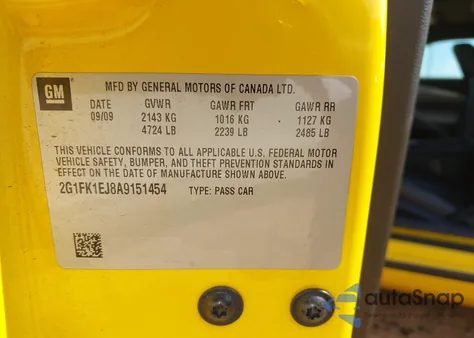 GM
MFD BY GENERAL MOTORS OF CANADA LTD.
DATE GVWR GAWR FRT GAWR RR
09/09 2143 KG 1016 KG 1127 KG
4724 LB 2239 LB 2485 LB
THIS VEHICLE CONFORMS TO ALL APPLICABLE U.S. FEDERAL MOTOR
VEHICLE SAFETY, BUMPER, AND THEFT PREVENTION STANDARDS IN
EFFECT ON THE DATE OF MANUFACTURE SHOWN ABOVE.
2G1FK1EJ8A9151454 TYPE: PASS CAR
autoSnap